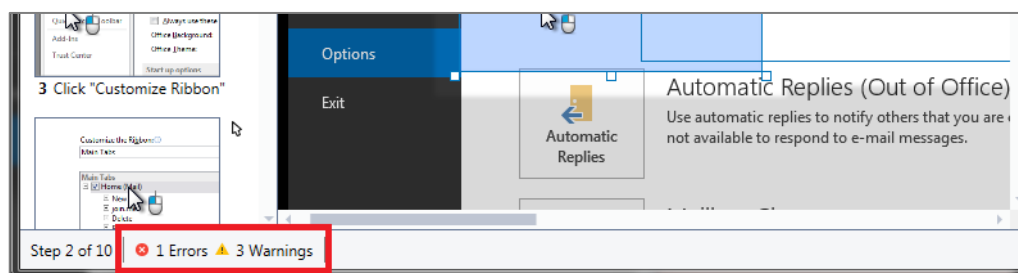 Always use these
Add-Ins
Office Background:
Trust Center
Office Theme:
Start up options
3 Click "Customize Ribbon"
Customize the Ribbon:
Main Tabs
Main Tabs
Home (Mail)
New
Delete
Options
Exit
Automatic
Replies
Automatic Replies (Out of Office)
Use automatic replies to notify others that you are
not available to respond to e-mail messages.
Step 2 of 10
1 Errors
3 Warnings